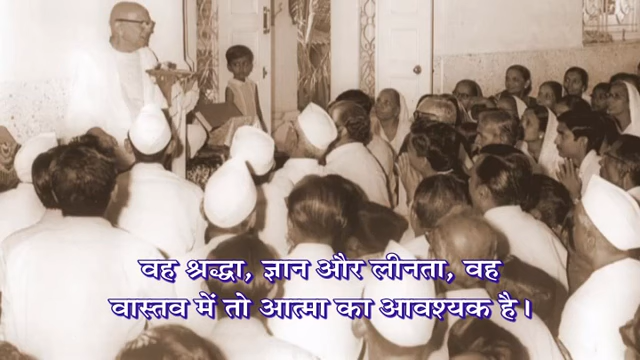 वह श्रद्धा, ज्ञान और लीनता, वह
वास्तव में तो आत्मा का आवश्यक है।